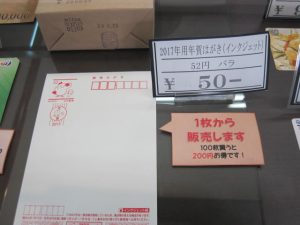 2017年用年賀はがき(インクジェット)
52円 バラ
¥ 50-
1枚から
販売します
100枚買うと
200円お得です!